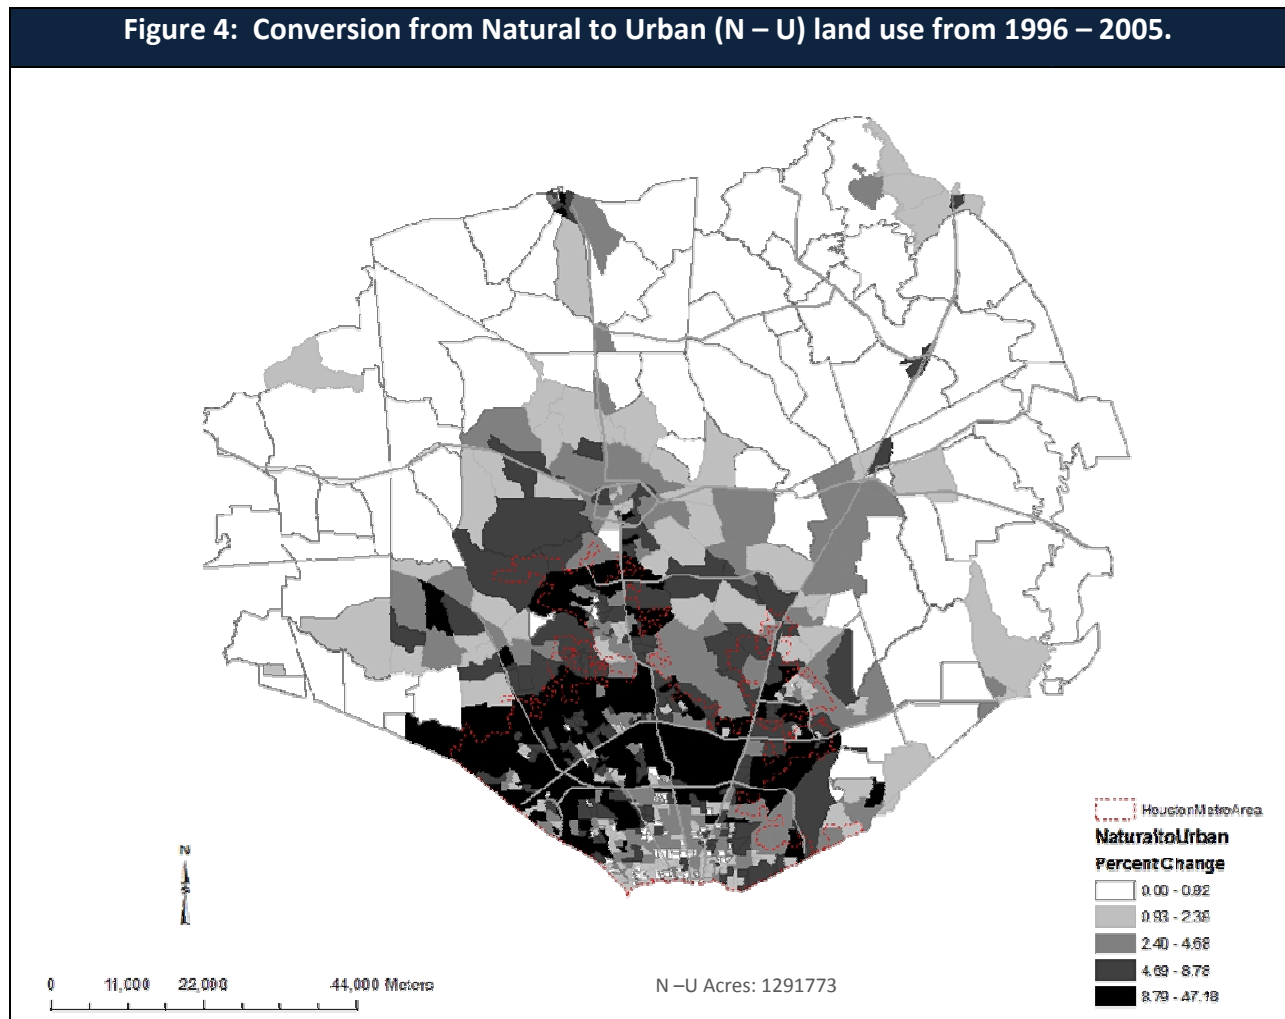 Figure 4: Conversion from Natural to Urban (N – U) land use from 1996 – 2005.
HoustonMetroArea
NaturaltoUrban
Percent Change
0.00 - 0.92
0.93 - 2.39
2.40 - 4.68
4.69 - 8.78
8.79 - 47.18
N
0 11,000 22,000 44,000 Meters
N –U Acres: 1291773